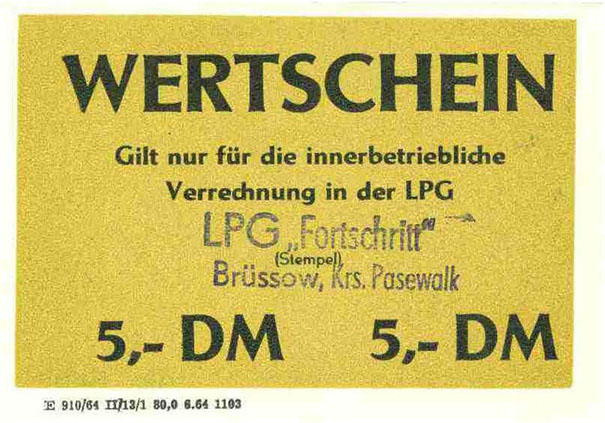 WERTSCHEIN
Gilt nur für die innerbetriebliche
Verrechnung in der LPG
LPG „Fortschritt“
(Stempel)
Brüssow, Krs. Pasewalk
5,- DM 5,- DM
E 910/64 II/13/1 80,0 6.64 1103